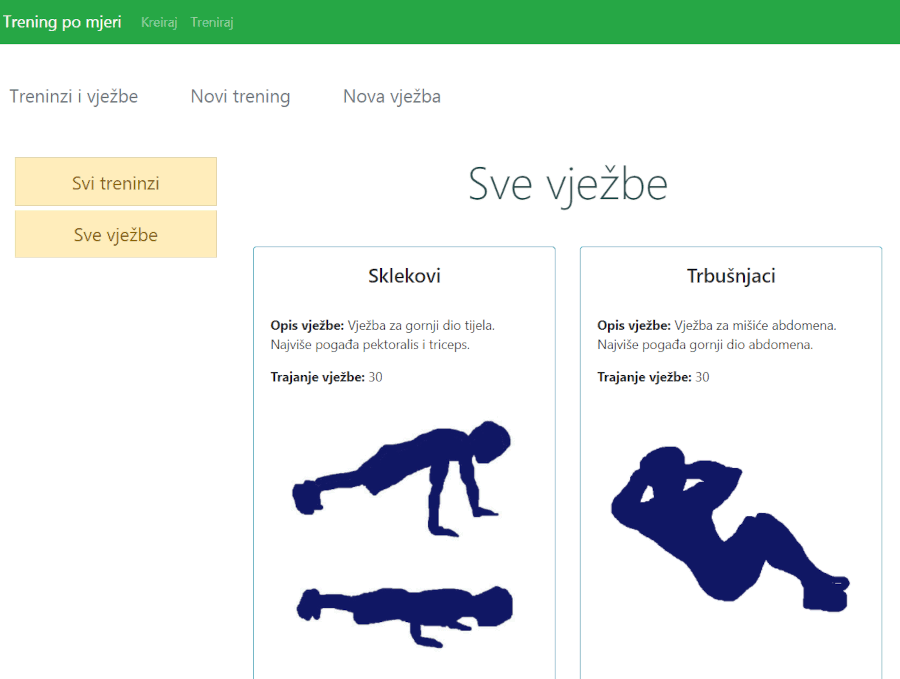 Trening po mjeri Kreiraj Treniraj
Treninzi i vježbe Novi trening Nova vježba
Svi treninzi
Sve vježbe
Sve vježbe
Sklekovi
Opis vježbe: Vježba za gornji dio tijela.
Najviše pogađa pektoralis i triceps.
Trajanje vježbe: 30
Trbušnjaci
Opis vježbe: Vježba za mišiće abdomena.
Najviše pogađa gornji dio abdomena.
Trajanje vježbe: 30